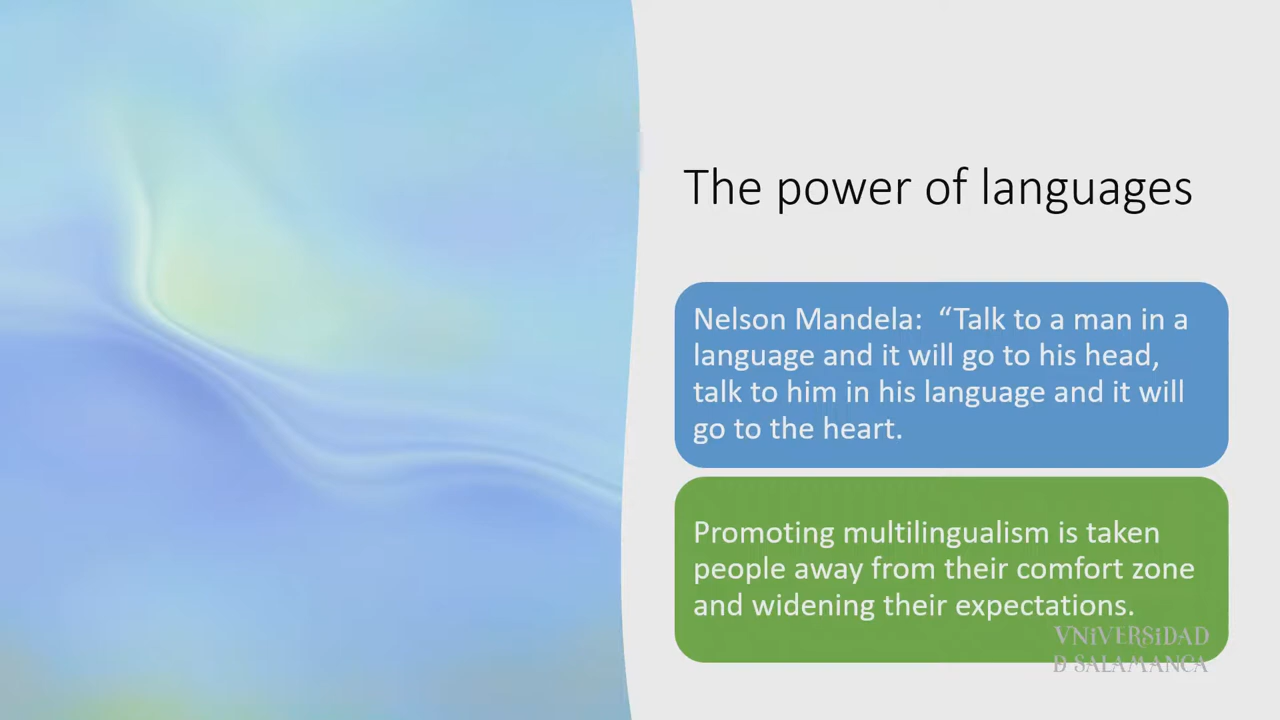 The power of languages
Nelson Mandela:  “Talk to a man in a
language and it will go to his head,
talk to him in his language and it will
go to the heart.
Promoting multilingualism is taken
people away from their comfort zone
and widening their expectations.
VNiVERSiDAD
D SALAMANCA